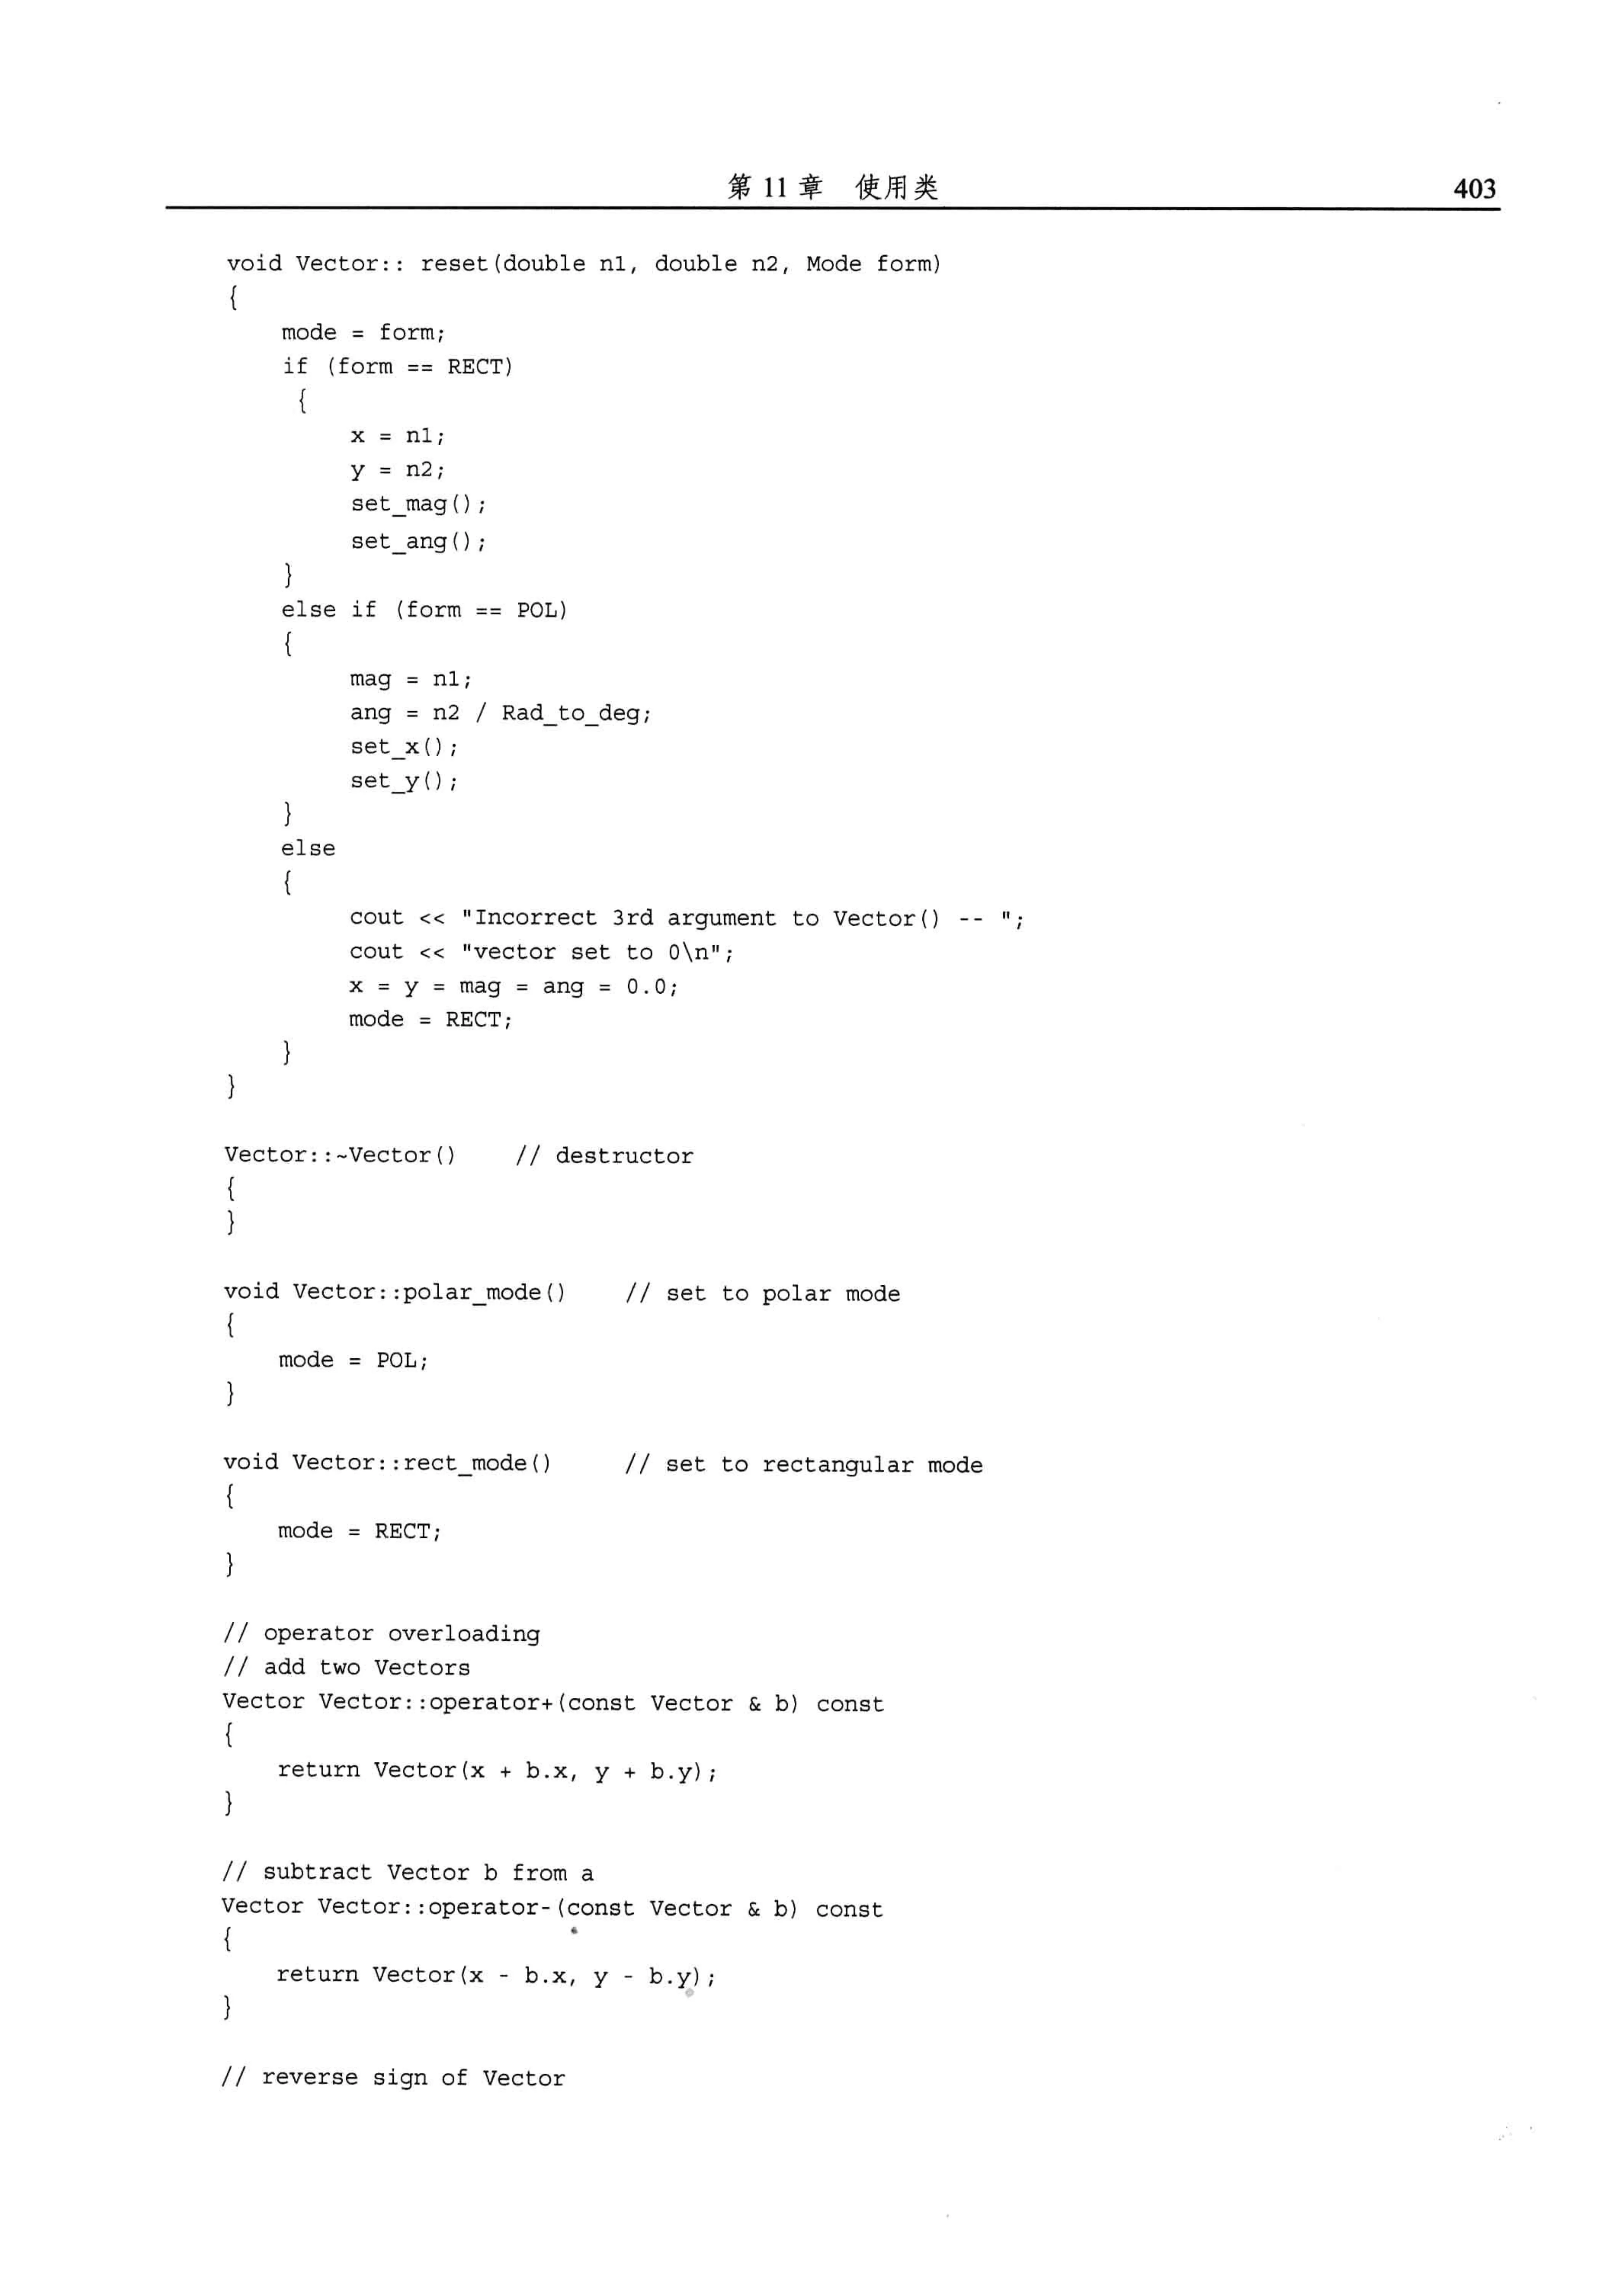 第 11 章 使用类 403
void Vector:: reset(double n1, double n2, Mode form)
{
    mode = form;
    if (form == RECT)
     {
         x = n1;
         y = n2;
         set_mag();
         set_ang();
    }
    else if (form == POL)
    {
         mag = n1;
         ang = n2 / Rad_to_deg;
         set_x();
         set_y();
    }
    else
    {
         cout << "Incorrect 3rd argument to Vector() -- ";
         cout << "vector set to 0\n";
         x = y = mag = ang = 0.0;
         mode = RECT;
    }
}
Vector::~Vector()    // destructor
{
}
void Vector::polar_mode()    // set to polar mode
{
    mode = POL;
}
void Vector::rect_mode()     // set to rectangular mode
{
    mode = RECT;
}
// operator overloading
// add two Vectors
Vector Vector::operator+(const Vector & b) const
{
    return Vector(x + b.x, y + b.y);
}
// subtract Vector b from a
Vector Vector::operator-(const Vector & b) const
{
    return Vector(x - b.x, y - b.y);
}
// reverse sign of Vector